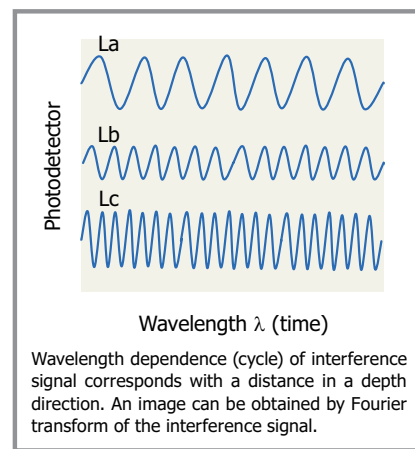 La
Lb
Lc
Photodetector
Wavelength λ (time)
Wavelength dependence (cycle) of interference
signal corresponds with a distance in a depth
direction. An image can be obtained by Fourier
transform of the interference signal.